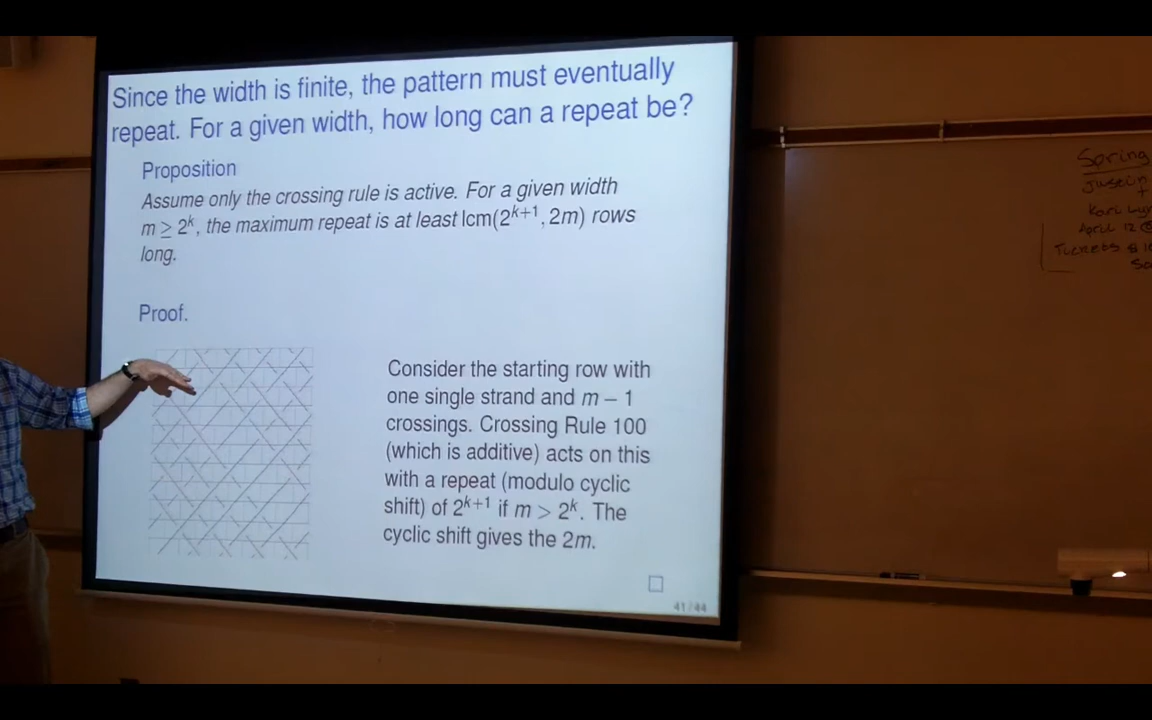 Since the width is finite, the pattern must eventually
repeat. For a given width, how long can a repeat be?
Proposition
Assume only the crossing rule is active. For a given width
m ≥ 2^k, the maximum repeat is at least lcm(2^{k+1}, 2m) rows
long.
Proof.
Consider the starting row with
one single strand and m − 1
crossings. Crossing Rule 100
(which is additive) acts on this
with a repeat (modulo cyclic
shift) of 2^{k+1} if m > 2^k. The
cyclic shift gives the 2m.
41/44
Spring
April 12 @
Tickets $